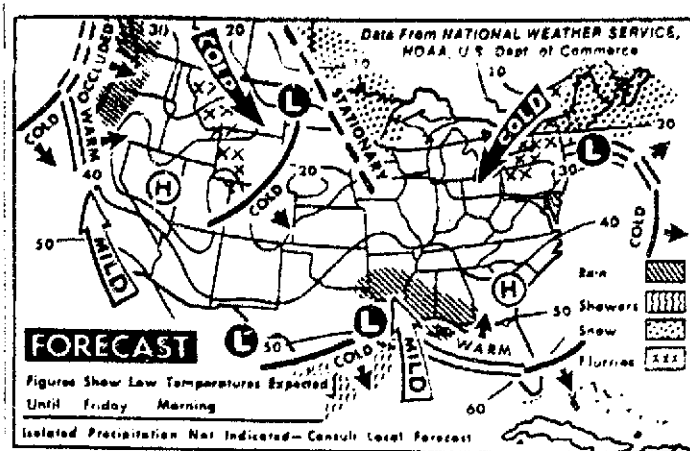 Data From NATIONAL WEATHER SERVICE,
NOAA, U.S. Dept. of Commerce
30
20
10
10
OCCLUDED
COLD
STATIONARY
COLD
COLD
WARM
L
L
30
30
40
H
20
COLD
COLD
50
MILD
40
Rain
H
Showers
L
L
50
50
Snow
FORECAST
COLD
MILD
WARM
Flurries
60
Figures Show Low Temperatures Expected
Until Friday Morning
Isolated Precipitation Not Indicated – Consult Local Forecast